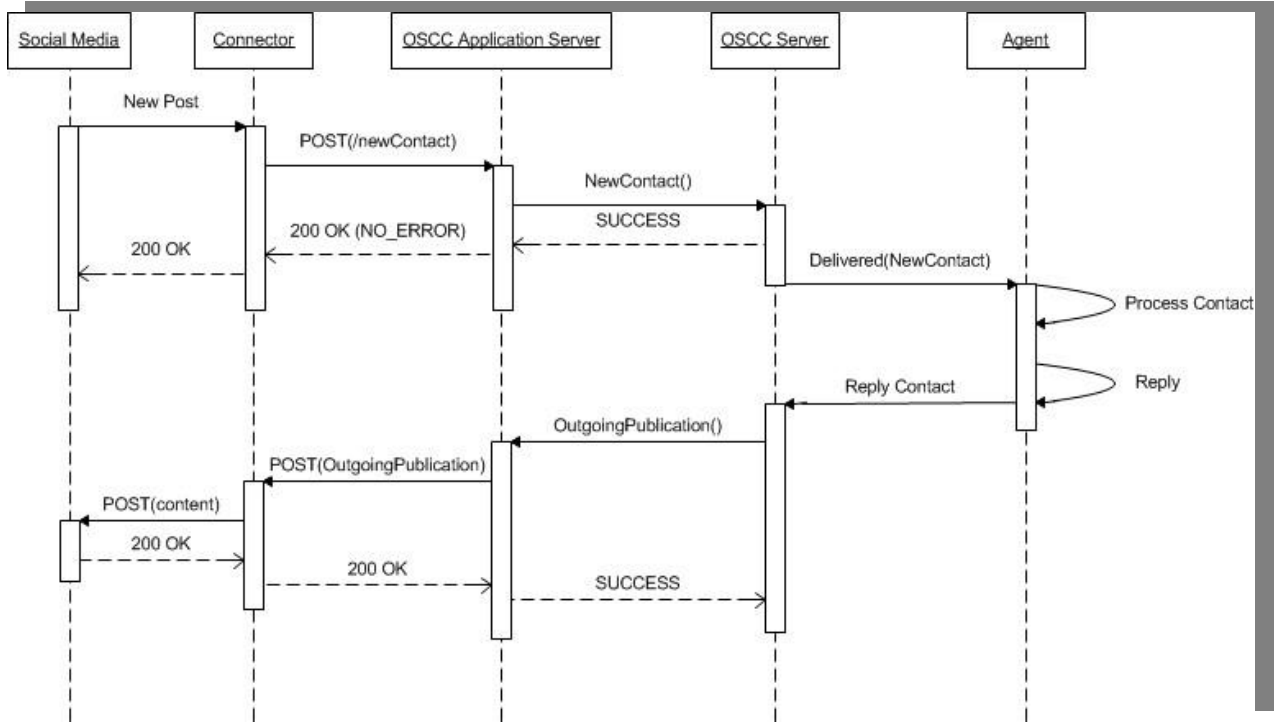 Social Media
Connector
OSCC Application Server
OSCC Server
Agent
New Post
POST(/newContact)
NewContact()
SUCCESS
200 OK (NO_ERROR)
200 OK
Delivered(NewContact)
Process Contact
Reply
Reply Contact
OutgoingPublication()
POST(OutgoingPublication)
POST(content)
200 OK
200 OK
SUCCESS